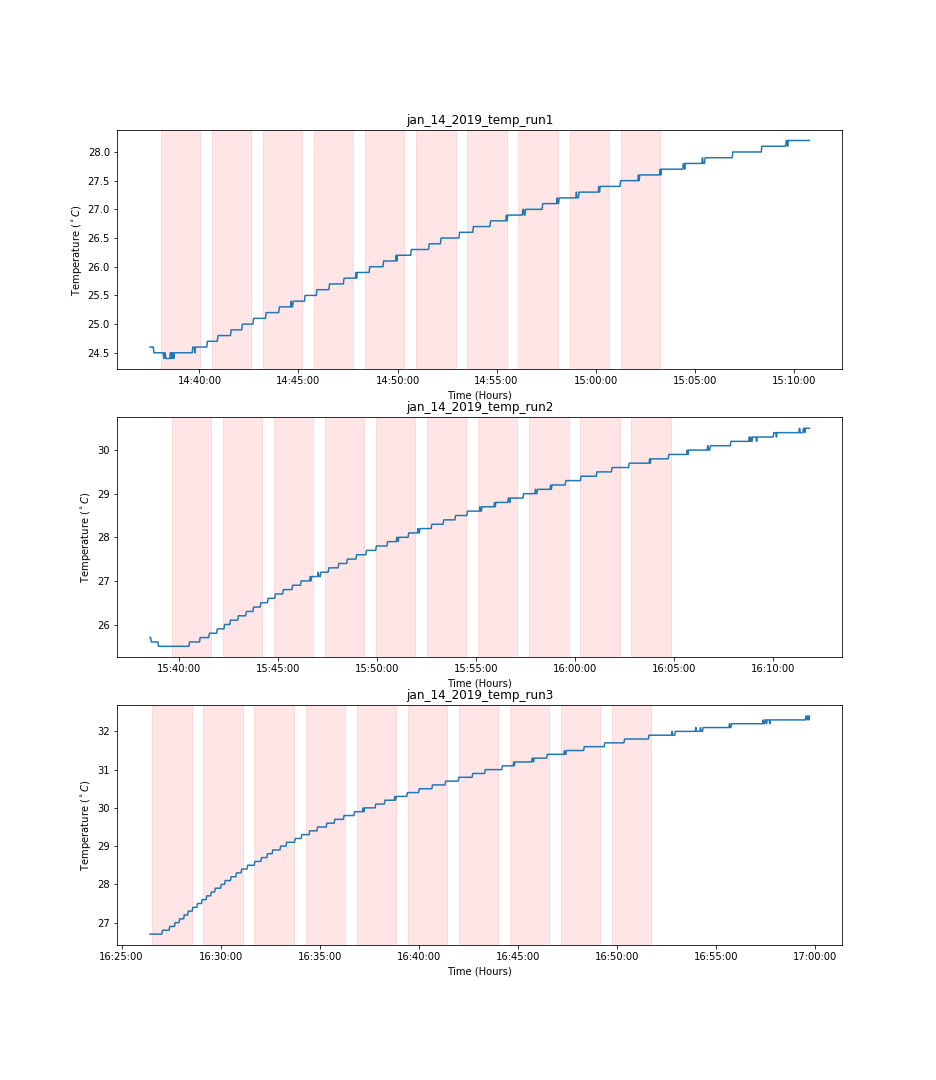 jan_14_2019_temp_run1
Temperature (°C)
28.0
27.5
27.0
26.5
26.0
25.5
25.0
24.5
14:40:00 14:45:00 14:50:00 14:55:00 15:00:00 15:05:00 15:10:00
Time (Hours)
jan_14_2019_temp_run2
Temperature (°C)
30
29
28
27
26
15:40:00 15:45:00 15:50:00 15:55:00 16:00:00 16:05:00 16:10:00
Time (Hours)
jan_14_2019_temp_run3
Temperature (°C)
32
31
30
29
28
27
16:25:00 16:30:00 16:35:00 16:40:00 16:45:00 16:50:00 16:55:00 17:00:00
Time (Hours)